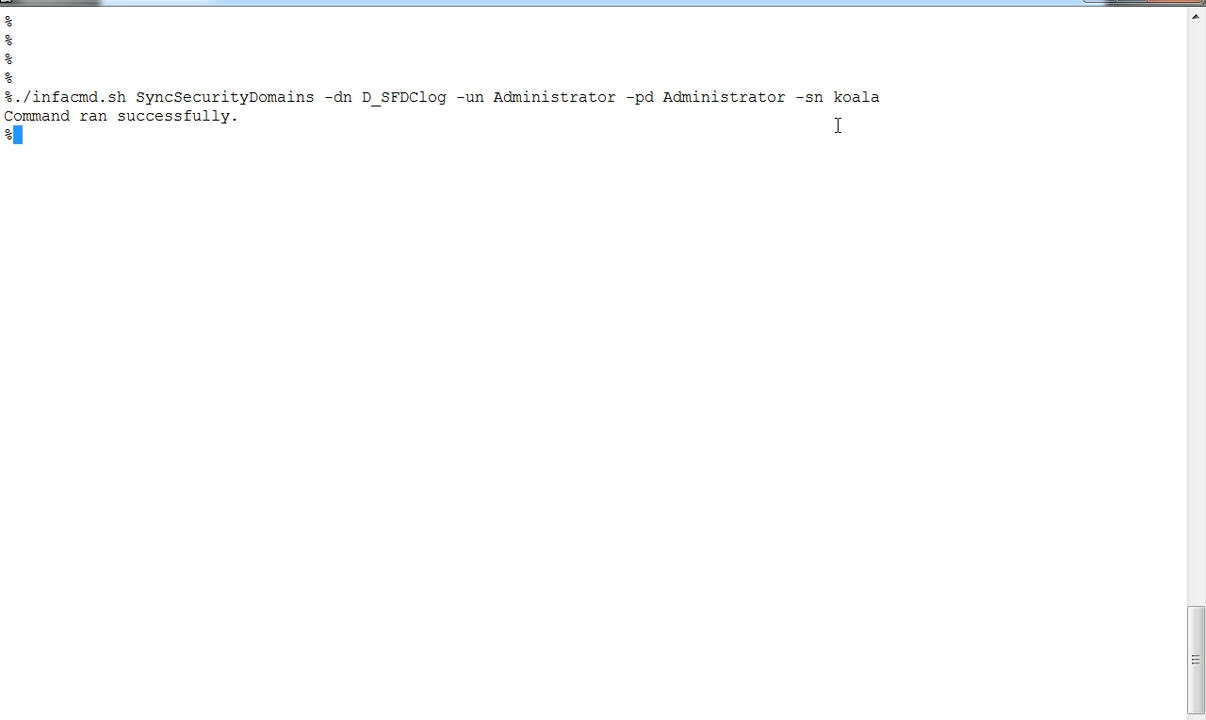 %
%
%
%
%./infacmd.sh SyncSecurityDomains -dn D_SFDClog -un Administrator -pd Administrator -sn koala
Command ran successfully.
%